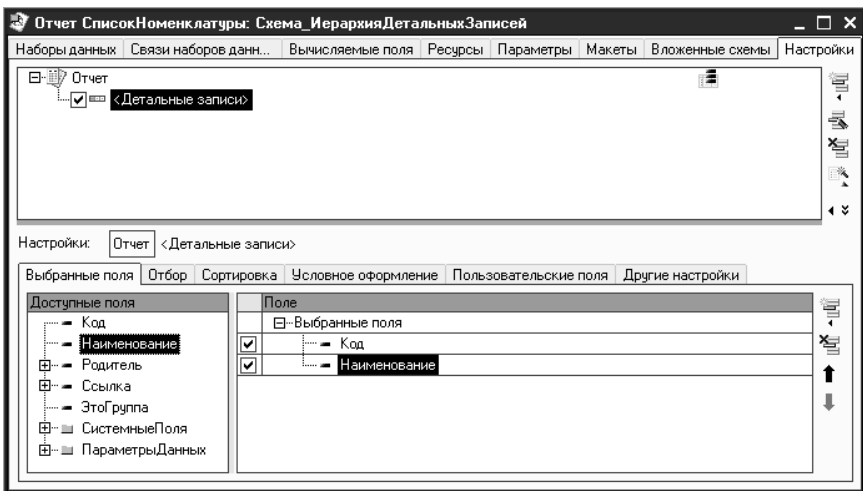 Отчет СписокНоменклатуры: Схема_ИерархияДетальныхЗаписей
Наборы данных Связи наборов данн... Вычисляемые поля Ресурсы Параметры Макеты Вложенные схемы Настройки
Отчет
<Детальные записи>
Настройки: Отчет <Детальные записи>
Выбранные поля Отбор Сортировка Условное оформление Пользовательские поля Другие настройки
Доступные поля Поле
Код Выбранные поля
Наименование Код
Родитель Наименование
Ссылка
ЭтоГруппа
СистемныеПоля
ПараметрыДанных